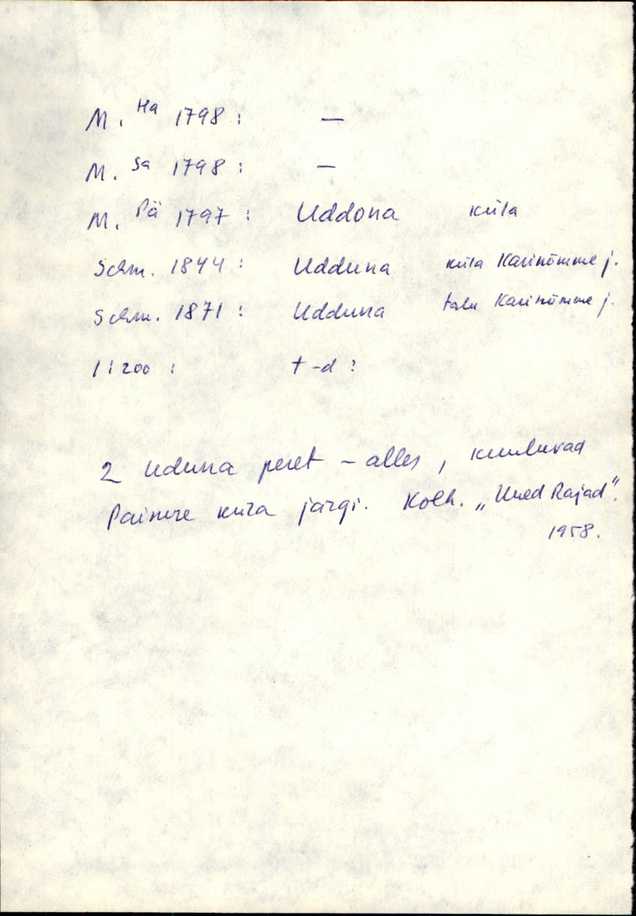 M. Ha 1798 : —
M. Sa 1798 : —
M. Pä 1797 : Uddona küla
Schm. 1844 : Udduna küla Karinõmme j.
Schm. 1871 : Udduna talu Karinõmme j.
1:200 : t-d ?
2 Uduna peret – alles, kuuluvad
küla järgi. Kolh. „Uued Rajad".
1958.